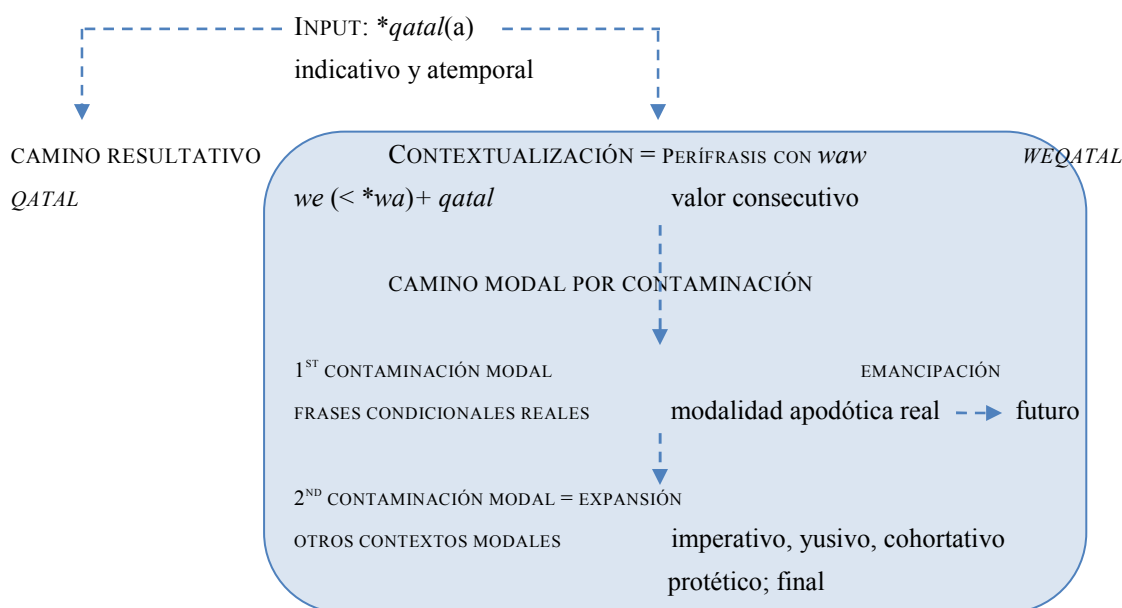 INPUT: *qatal(a)
indicativo y atemporal
CAMINO RESULTATIVO CONTEXTUALIZACIÓN = PERÍFRASIS CON waw WEQATAL
QATAL we (< *wa)+ qatal valor consecutivo
CAMINO MODAL POR CONTAMINACIÓN
1ST CONTAMINACIÓN MODAL EMANCIPACIÓN
FRASES CONDICIONALES REALES modalidad apodótica real futuro
2ND CONTAMINACIÓN MODAL = EXPANSIÓN
OTROS CONTEXTOS MODALES imperativo, yusivo, cohortativo
protético; final